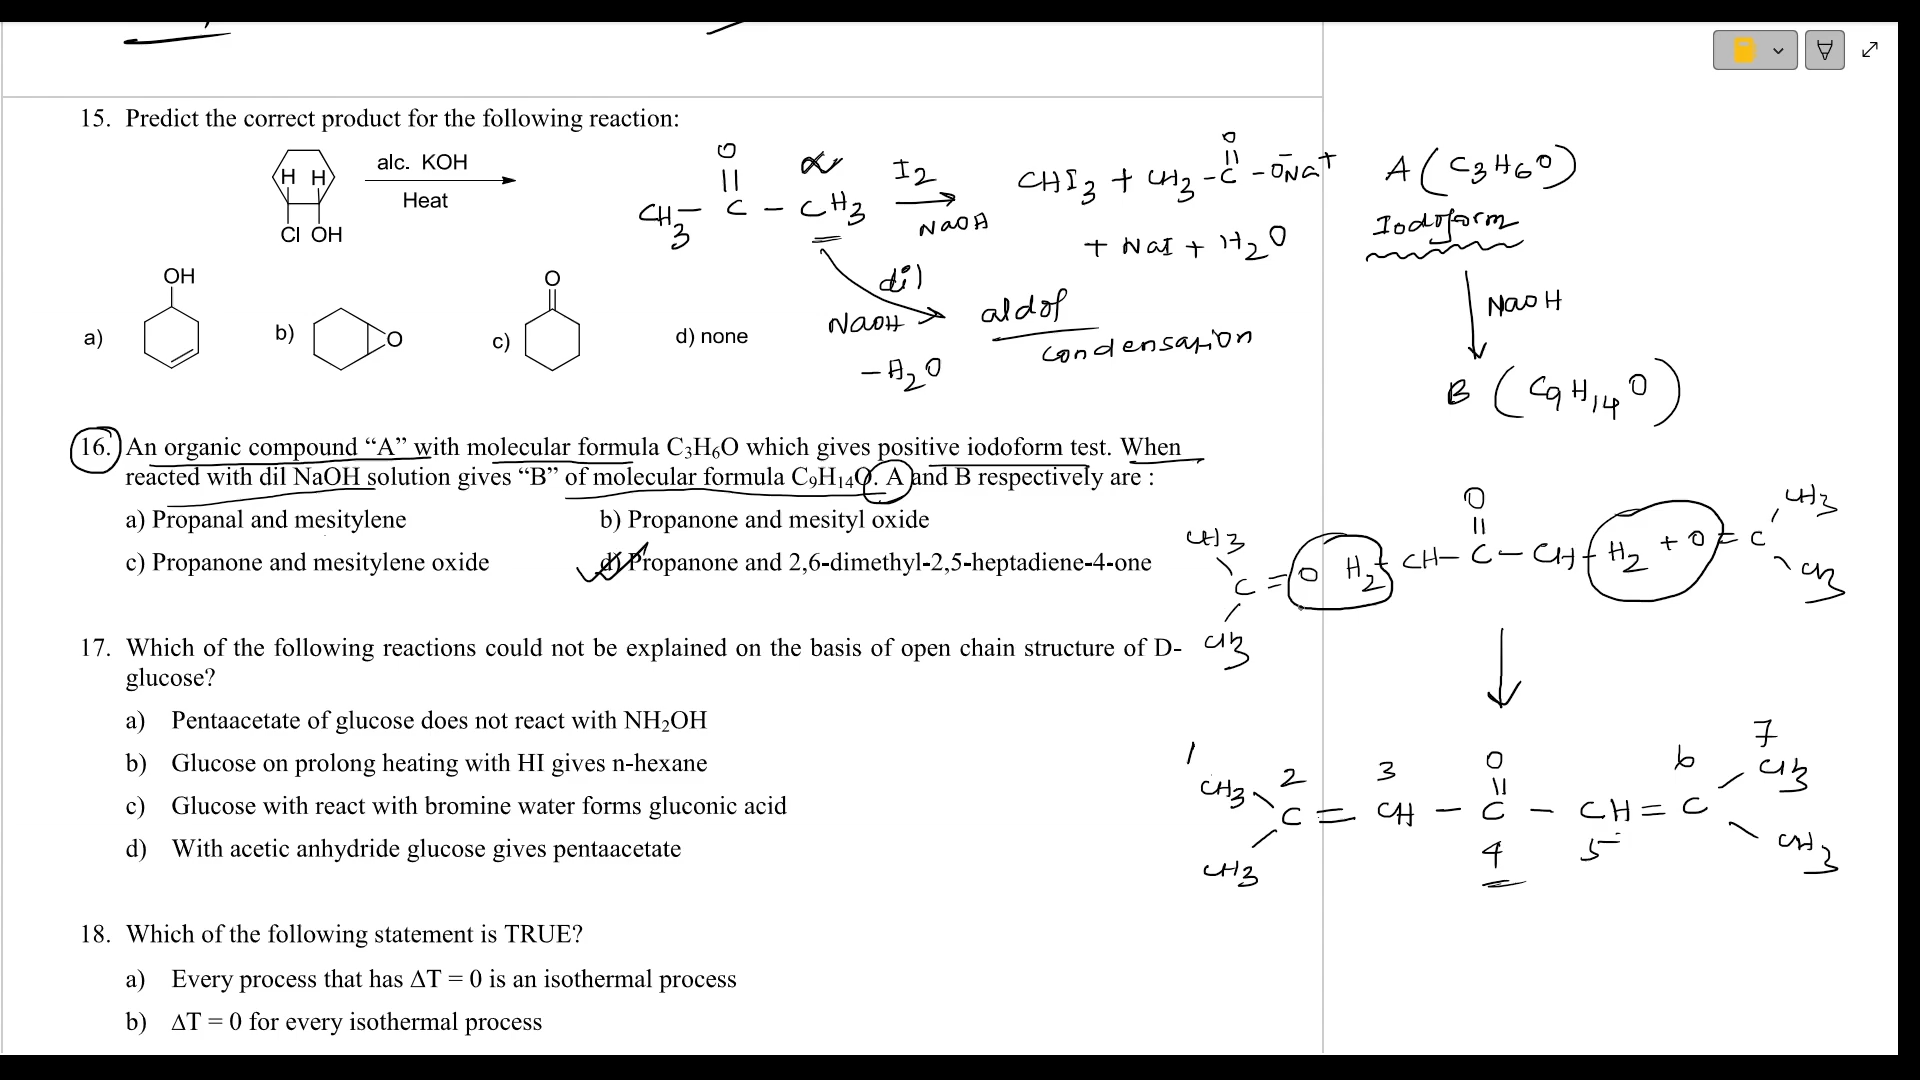 15. Predict the correct product for the following reaction:
H H
Cl OH
alc. KOH
Heat
O
||
CH3 – C – CH3
α
I2
NaOH
CHI3 + CH3 – C – ONa+
O
||
–
+ NaI + H2O
dil
NaOH
– H2O
aldol
condensation
A (C3H6O)
Iodoform
NaOH
B (C9H14O)
a)
OH
b)
O
c)
O
d) none
16. An organic compound “A” with molecular formula C3H6O which gives positive iodoform test. When
reacted with dil NaOH solution gives “B” of molecular formula C9H14O. A and B respectively are :
a) Propanal and mesitylene
b) Propanone and mesityl oxide
c) Propanone and mesitylene oxide
d) Propanone and 2,6-dimethyl-2,5-heptadiene-4-one
CH3
O
||
CH3
C = O H2 CH – C – CH H2 + O = C
CH3
CH3
17. Which of the following reactions could not be explained on the basis of open chain structure of D-
glucose?
a) Pentaacetate of glucose does not react with NH2OH
b) Glucose on prolong heating with HI gives n-hexane
c) Glucose with react with bromine water forms gluconic acid
d) With acetic anhydride glucose gives pentaacetate
1 2 3 O 6 7
CH3 || CH3
C = CH – C – CH = C
4 5
CH3 CH3
18. Which of the following statement is TRUE?
a) Every process that has ΔT = 0 is an isothermal process
b) ΔT = 0 for every isothermal process